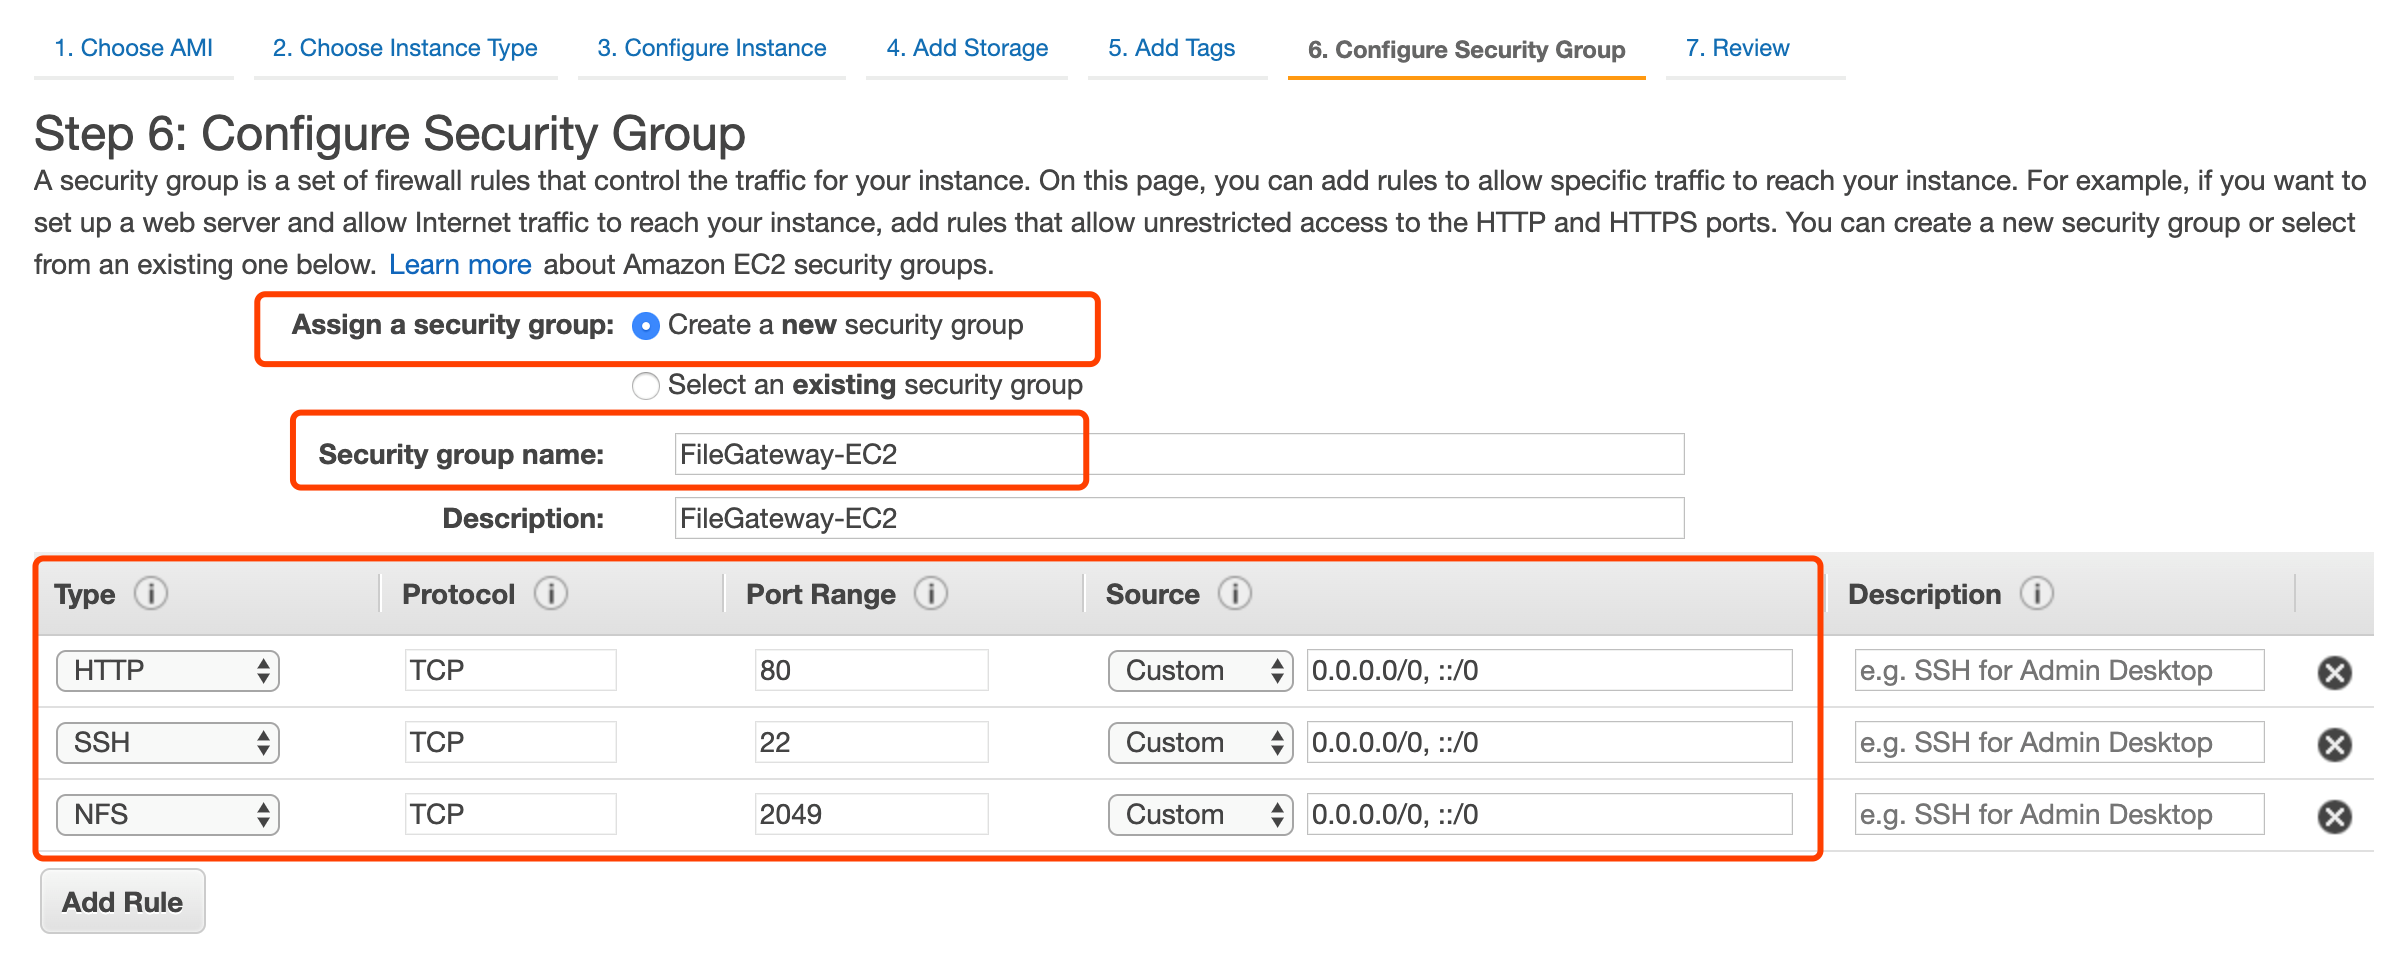 1. Choose AMI 2. Choose Instance Type 3. Configure Instance 4. Add Storage 5. Add Tags 6. Configure Security Group 7. Review
Step 6: Configure Security Group
A security group is a set of firewall rules that control the traffic for your instance. On this page, you can add rules to allow specific traffic to reach your instance. For example, if you want to
set up a web server and allow Internet traffic to reach your instance, add rules that allow unrestricted access to the HTTP and HTTPS ports. You can create a new security group or select
from an existing one below. Learn more about Amazon EC2 security groups.
Assign a security group: Create a new security group
Select an existing security group
Security group name: FileGateway-EC2
Description: FileGateway-EC2
Type i Protocol i Port Range i Source i Description i
HTTP TCP 80 Custom 0.0.0.0/0, ::/0 e.g. SSH for Admin Desktop
SSH TCP 22 Custom 0.0.0.0/0, ::/0 e.g. SSH for Admin Desktop
NFS TCP 2049 Custom 0.0.0.0/0, ::/0 e.g. SSH for Admin Desktop
Add Rule